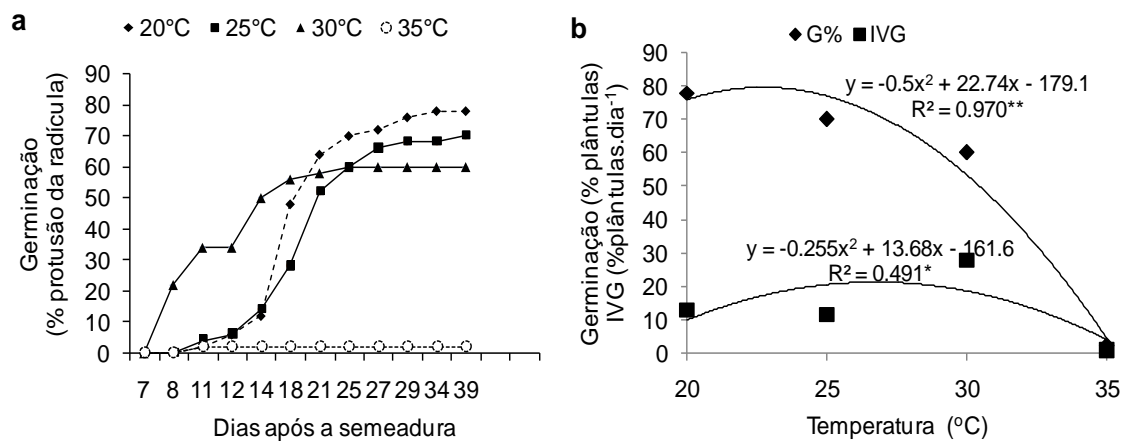 a
20°C 25°C 30°C 35°C
Germinação
(% protusão da radícula)
90
80
70
60
50
40
30
20
10
0
7 8 11 12 14 18 21 25 27 29 34 39
Dias após a semeadura
b
G% IVG
Germinação (% plântulas)
IVG (%plântulas.dia-1)
90
80
70
60
50
40
30
20
10
0
y = -0.5x² + 22.74x - 179.1
R² = 0.970**
y = -0.255x² + 13.68x - 161.6
R² = 0.491*
20 25 30 35
Temperatura (ºC)